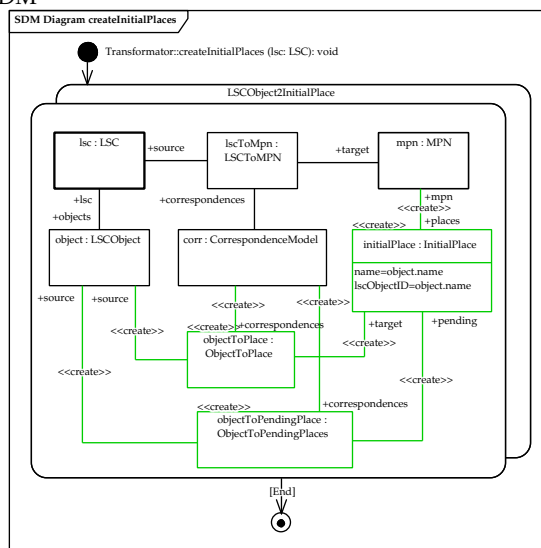 SDM
SDM Diagram createInitialPlaces
Transformator::createInitialPlaces (lsc: LSC): void
LSCObject2InitialPlace
lsc : LSC
+source
lscToMpn :
LSCToMPN
+target
mpn : MPN
+lsc
+objects
+correspondences
+mpn
<<create>>
+places
<<create>>
object : LSCObject
corr : CorrespondenceModel
initialPlace : InitialPlace
name=object.name
lscObjectID=object.name
+source
+source
<<create>>
<<create>>
<<create>>
<<create>>
+correspondences
+target
+pending
objectToPlace :
ObjectToPlace
<<create>>
<<create>>
<<create>>
<<create>>
+correspondences
objectToPendingPlace :
ObjectToPendingPlaces
[End]